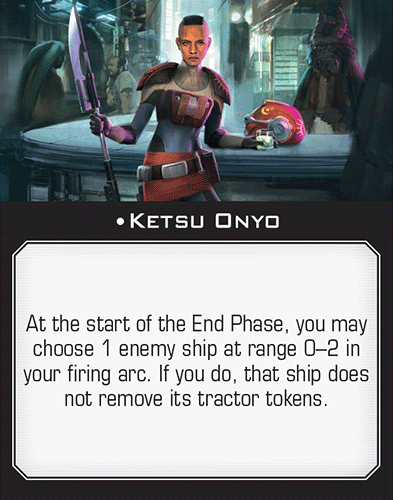 •Ketsu Onyo
At the start of the End Phase, you may
choose 1 enemy ship at range 0–2 in
your firing arc. If you do, that ship does
not remove its tractor tokens.